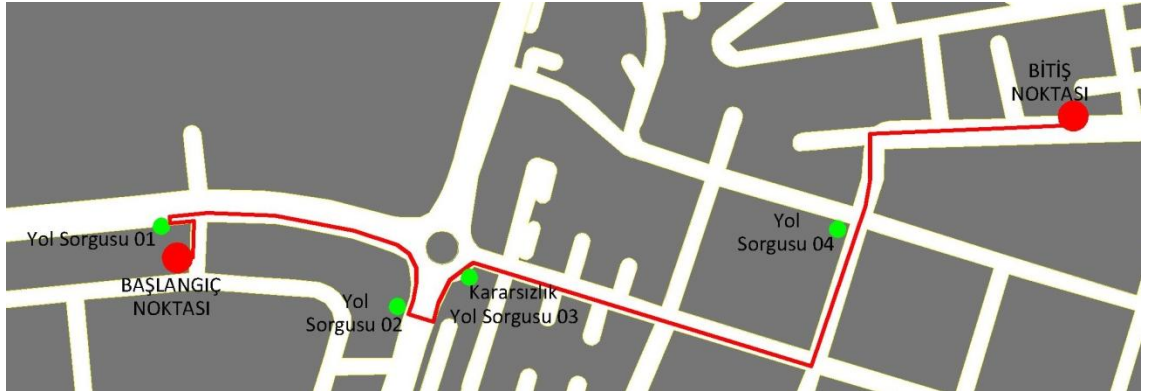 Yol Sorgusu 01
BAŞLANGIÇ
NOKTASI
Yol
Sorgusu 02
Kararsızlık
Yol Sorgusu 03
Yol
Sorgusu 04
BİTİŞ
NOKTASI